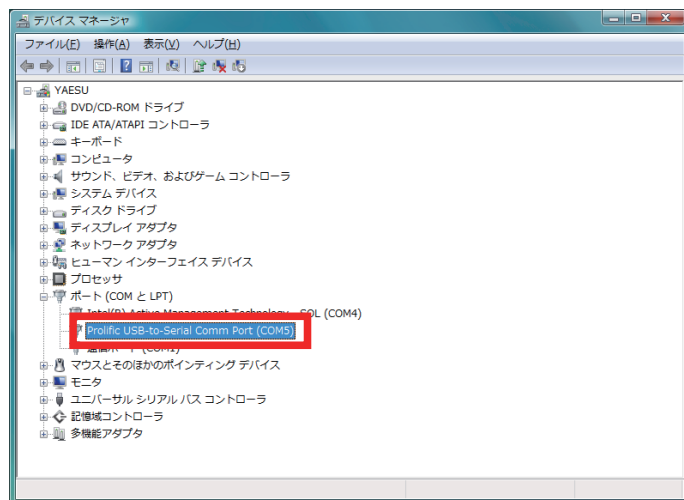 デバイス マネージャ
ファイル(F) 操作(A) 表示(V) ヘルプ(H)
YAESU
DVD/CD-ROM ドライブ
IDE ATA/ATAPI コントローラ
キーボード
コンピュータ
サウンド、ビデオ、およびゲーム コントローラ
システム デバイス
ディスク ドライブ
ディスプレイ アダプタ
ネットワーク アダプタ
ヒューマン インターフェイス デバイス
プロセッサ
ポート (COM と LPT)
Intel(R) Active Management Technology - SOL (COM4)
Prolific USB-to-Serial Comm Port (COM5)
通信ポート (COM1)
マウスとそのほかのポインティング デバイス
モニタ
ユニバーサル シリアル バス コントローラ
記憶域コントローラ
多機能アダプタ